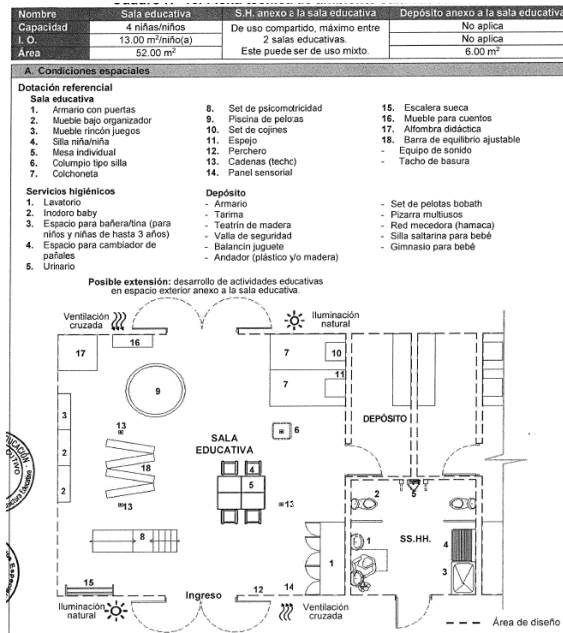 Nombre Sala educativa S.H. anexo a la sala educativa Depósito anexo a la sala educativa
Capacidad 4 niñas/niños De uso compartido, máximo entre 2 salas educativas. Este puede ser de uso mixto. No aplica
I. O. 13.00 m²/niño(a) No aplica
Área 52.00 m² 6.00 m²
A. Condiciones espaciales
Dotación referencial
Sala educativa
1. Armario con puertas
2. Mueble bajo organizador
3. Mueble rincón juegos
4. Silla niña/niña
5. Mesa individual
6. Columpio tipo silla
7. Colchoneta
8. Set de psicomotricidad
9. Piscina de pelotas
10. Set de cojines
11. Espejo
12. Perchero
13. Cadenas (techo)
14. Panel sensorial
15. Escalera sueca
16. Mueble para cuentos
17. Alfombra didáctica
18. Barra de equilibrio ajustable
- Equipo de sonido
- Tacho de basura
Servicios higiénicos
1. Lavatorio
2. Inodoro baby
3. Espacio para bañera/tina (para
niños y niñas de hasta 3 años)
4. Espacio para cambiador de
pañales
5. Urinario
Depósito
- Armario
- Tarima
- Teatrín de madera
- Valla de seguridad
- Balancín juguete
- Andador (plástico y/o madera)
- Set de pelotas bobath
- Pizarra multiusos
- Red mecedora (hamaca)
- Silla saltarina para bebé
- Gimnasio para bebé
Posible extensión: desarrollo de actividades educativas
en espacio exterior anexo a la sala educativa.
Ventilación
cruzada
Iluminación
natural
16
17
7
10
9
7
11
3
13
6
DEPÓSITO
2
SALA
EDUCATIVA
18
4
5
2
13
13
2
5
8
1
SS.HH.
4
1
3
15
12
14
Ingreso
Iluminación
natural
Ventilación
cruzada
Área de diseño